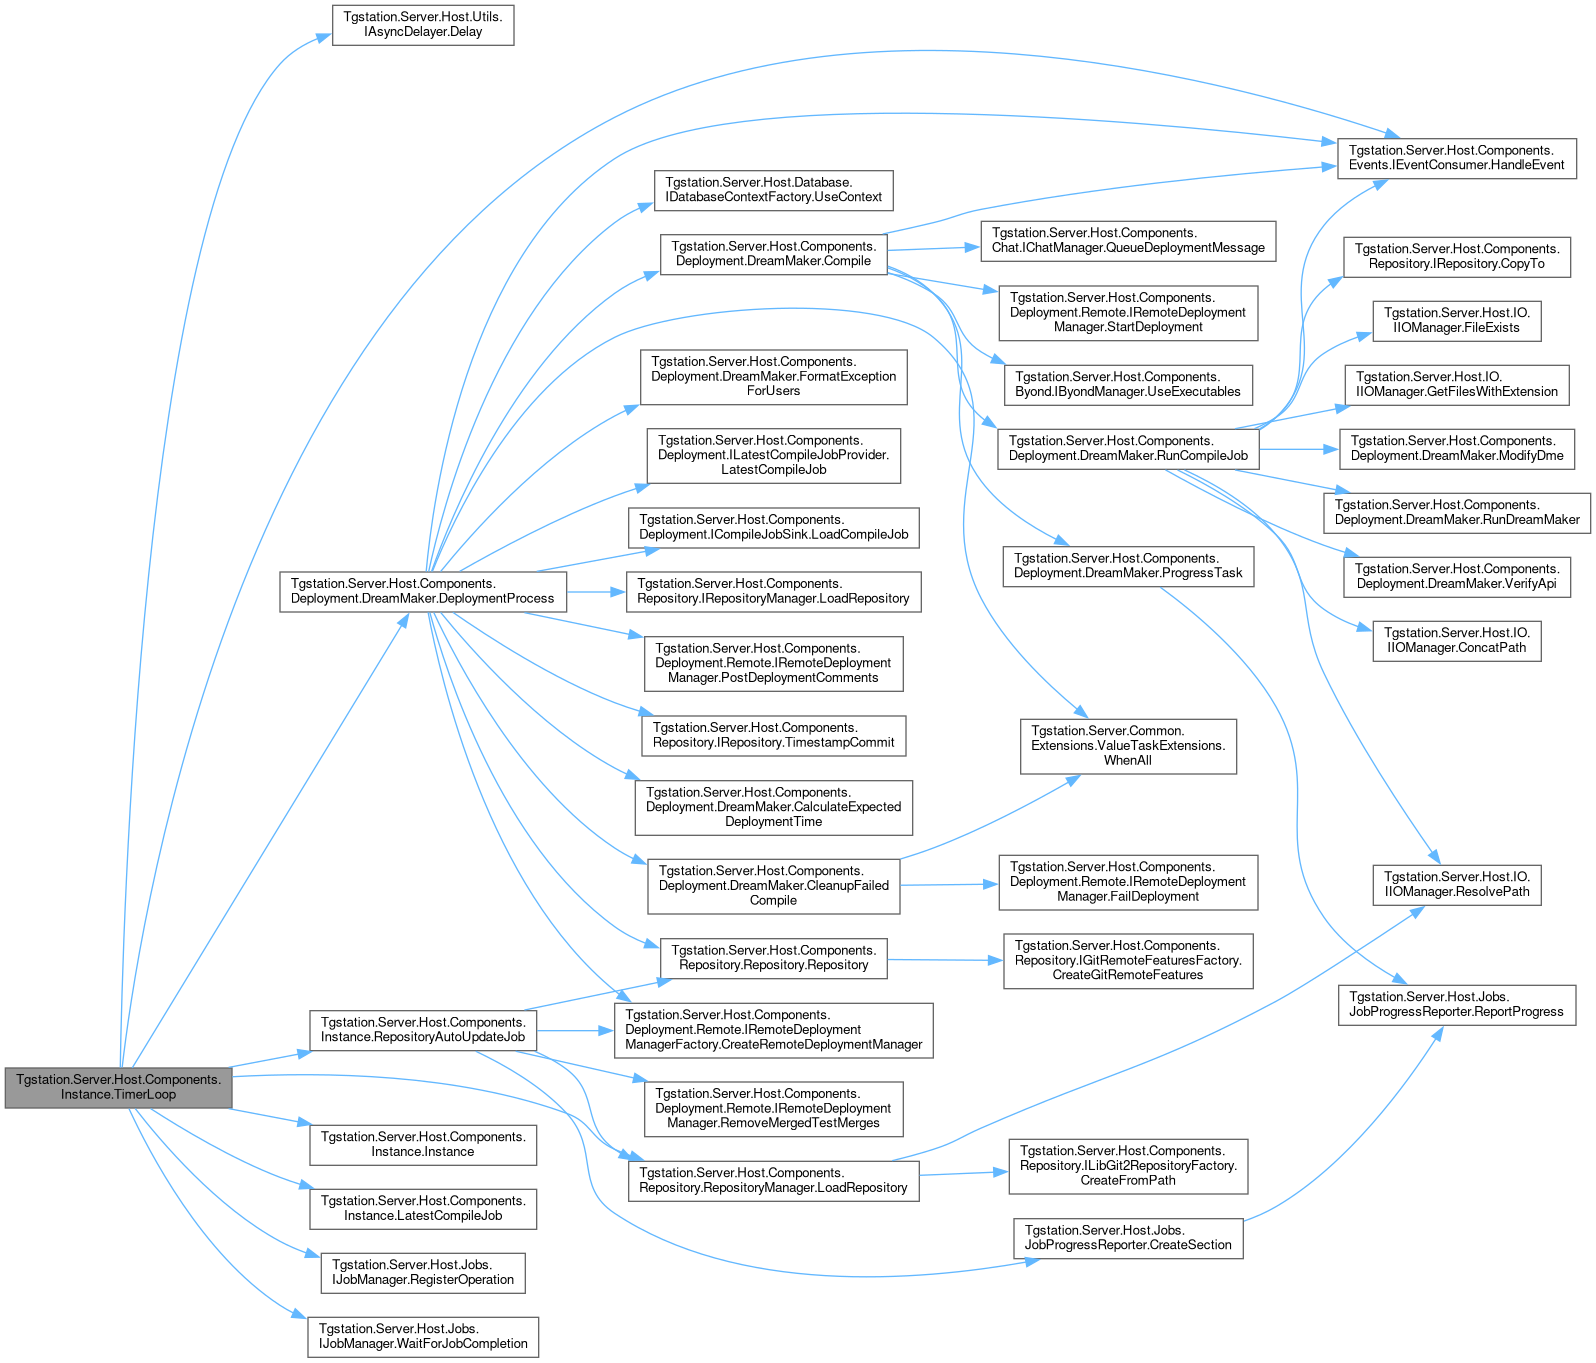 Tgstation.Server.Host.Utils.
IAsyncDelayer.Delay
Tgstation.Server.Host.Components.
Events.IEventConsumer.HandleEvent
Tgstation.Server.Host.Database.
IDatabaseContextFactory.UseContext
Tgstation.Server.Host.Components.
Deployment.DreamMaker.Compile
Tgstation.Server.Host.Components.
Chat.IChatManager.QueueDeploymentMessage
Tgstation.Server.Host.Components.
Repository.IRepository.CopyTo
Tgstation.Server.Host.Components.
Deployment.Remote.IRemoteDeployment
Manager.StartDeployment
Tgstation.Server.Host.IO.
IIOManager.FileExists
Tgstation.Server.Host.Components.
Deployment.DreamMaker.FormatException
ForUsers
Tgstation.Server.Host.Components.
Byond.IByondManager.UseExecutables
Tgstation.Server.Host.IO.
IIOManager.GetFilesWithExtension
Tgstation.Server.Host.Components.
Deployment.ILatestCompileJobProvider.
LatestCompileJob
Tgstation.Server.Host.Components.
Deployment.DreamMaker.RunCompileJob
Tgstation.Server.Host.Components.
Deployment.DreamMaker.ModifyDme
Tgstation.Server.Host.Components.
Deployment.DreamMaker.RunDreamMaker
Tgstation.Server.Host.Components.
Deployment.ICompileJobSink.LoadCompileJob
Tgstation.Server.Host.Components.
Deployment.DreamMaker.ProgressTask
Tgstation.Server.Host.Components.
Deployment.DreamMaker.VerifyApi
Tgstation.Server.Host.Components.
Deployment.DreamMaker.DeploymentProcess
Tgstation.Server.Host.Components.
Repository.IRepositoryManager.LoadRepository
Tgstation.Server.Host.IO.
IIOManager.ConcatPath
Tgstation.Server.Host.Components.
Deployment.Remote.IRemoteDeployment
Manager.PostDeploymentComments
Tgstation.Server.Host.Components.
Repository.IRepository.TimestampCommit
Tgstation.Server.Common.
Extensions.ValueTaskExtensions.
WhenAll
Tgstation.Server.Host.Components.
Deployment.DreamMaker.CalculateExpected
DeploymentTime
Tgstation.Server.Host.Components.
Deployment.DreamMaker.CleanupFailed
Compile
Tgstation.Server.Host.Components.
Deployment.Remote.IRemoteDeployment
Manager.FailDeployment
Tgstation.Server.Host.IO.
IIOManager.ResolvePath
Tgstation.Server.Host.Components.
Repository.Repository.Repository
Tgstation.Server.Host.Components.
Repository.IGitRemoteFeaturesFactory.
CreateGitRemoteFeatures
Tgstation.Server.Host.Jobs.
JobProgressReporter.ReportProgress
Tgstation.Server.Host.Components.
Instance.RepositoryAutoUpdateJob
Tgstation.Server.Host.Components.
Deployment.Remote.IRemoteDeployment
ManagerFactory.CreateRemoteDeploymentManager
Tgstation.Server.Host.Components.
Instance.TimerLoop
Tgstation.Server.Host.Components.
Deployment.Remote.IRemoteDeployment
Manager.RemoveMergedTestMerges
Tgstation.Server.Host.Components.
Instance.Instance
Tgstation.Server.Host.Components.
Repository.RepositoryManager.LoadRepository
Tgstation.Server.Host.Components.
Repository.ILibGit2RepositoryFactory.
CreateFromPath
Tgstation.Server.Host.Components.
Instance.LatestCompileJob
Tgstation.Server.Host.Jobs.
JobProgressReporter.CreateSection
Tgstation.Server.Host.Jobs.
IJobManager.RegisterOperation
Tgstation.Server.Host.Jobs.
IJobManager.WaitForJobCompletion